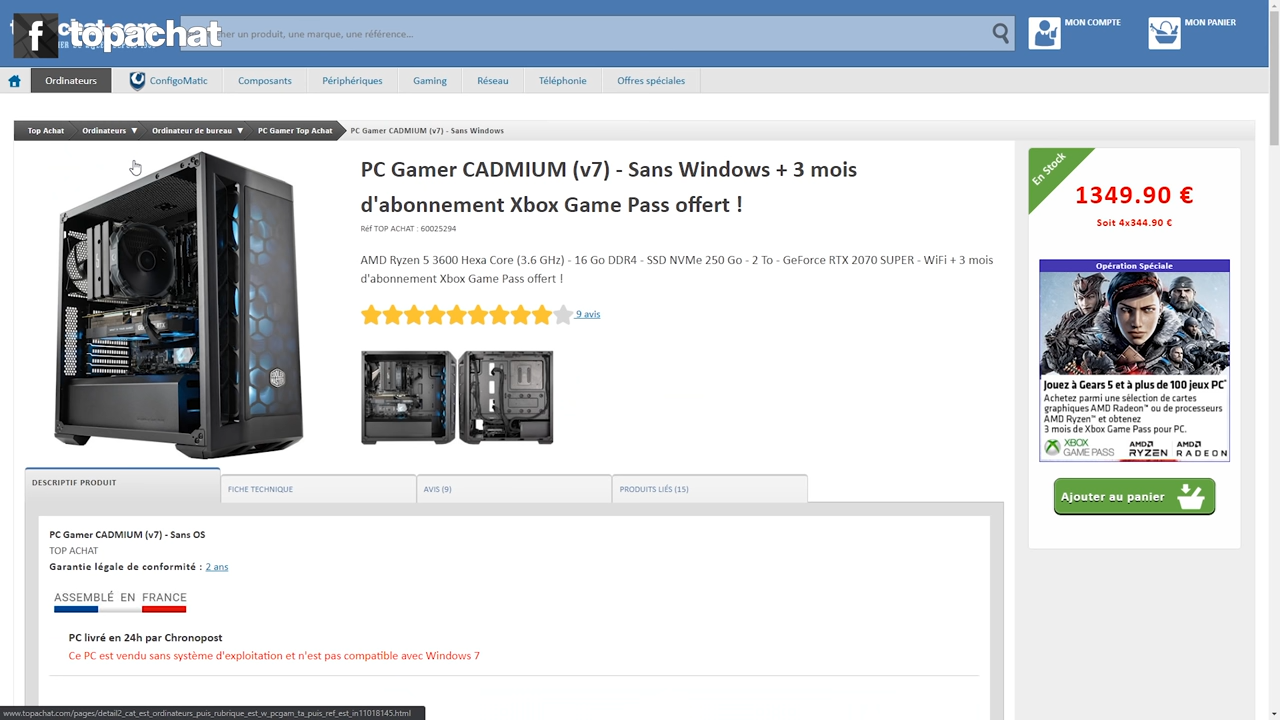 topachat
her un produit, une marque, une référence...
MON COMPTE
MON PANIER
Ordinateurs
ConfigoMatic
Composants
Périphériques
Gaming
Réseau
Téléphonie
Offres spéciales
Top Achat
Ordinateurs ▼
Ordinateur de bureau ▼
PC Gamer Top Achat
PC Gamer CADMIUM (v7) - Sans Windows
PC Gamer CADMIUM (v7) - Sans Windows + 3 mois
d'abonnement Xbox Game Pass offert !
Réf TOP ACHAT : 60025294
AMD Ryzen 5 3600 Hexa Core (3.6 GHz) - 16 Go DDR4 - SSD NVMe 250 Go - 2 To - GeForce RTX 2070 SUPER - WiFi + 3 mois
d'abonnement Xbox Game Pass offert !
9 avis
En Stock
1349.90 €
Soit 4x344.90 €
Opération Spéciale
Jouez à Gears 5 et à plus de 100 jeux PC*
Achetez parmi une sélection de cartes
graphiques AMD Radeon™ ou de processeurs
AMD Ryzen™ et obtenez
3 mois de Xbox Game Pass pour PC.
XBOX
GAME PASS
AMD
RYZEN
AMD
RADEON
Ajouter au panier
DESCRIPTIF PRODUIT
FICHE TECHNIQUE
AVIS (9)
PRODUITS LIÉS (15)
PC Gamer CADMIUM (v7) - Sans OS
TOP ACHAT
Garantie légale de conformité : 2 ans
ASSEMBLÉ EN FRANCE
PC livré en 24h par Chronopost
Ce PC est vendu sans système d'exploitation et n'est pas compatible avec Windows 7
www.topachat.com/pages/detail2_cat_est_ordinateurs_puis_rubrique_est_w_pcgam_ta_puis_ref_est_in11018145.html